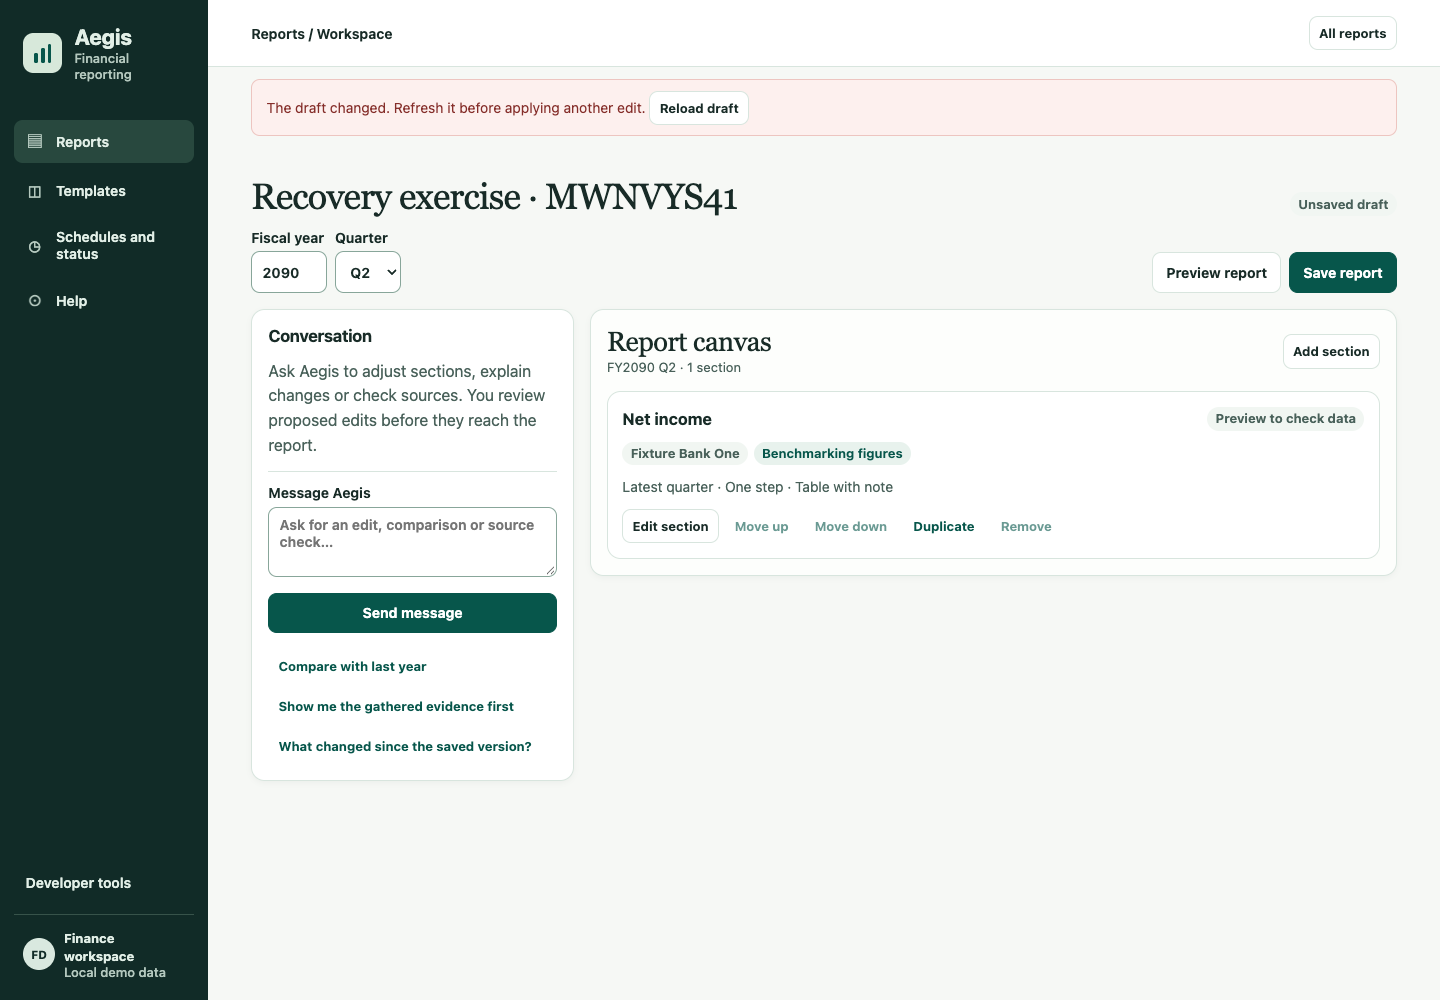 Aegis
Financial
reporting
Reports
Templates
Schedules and
status
Help
Developer tools
FD
Finance
workspace
Local demo data
Reports / Workspace
All reports
The draft changed. Refresh it before applying another edit.
Reload draft
Recovery exercise · MWNVYS41
Unsaved draft
Fiscal year
Quarter
2090
Q2
Preview report
Save report
Conversation
Ask Aegis to adjust sections, explain
changes or check sources. You review
proposed edits before they reach the
report.
Message Aegis
Ask for an edit, comparison or source
check...
Send message
Compare with last year
Show me the gathered evidence first
What changed since the saved version?
Report canvas
FY2090 Q2 · 1 section
Add section
Net income
Preview to check data
Fixture Bank One
Benchmarking figures
Latest quarter · One step · Table with note
Edit section
Move up
Move down
Duplicate
Remove